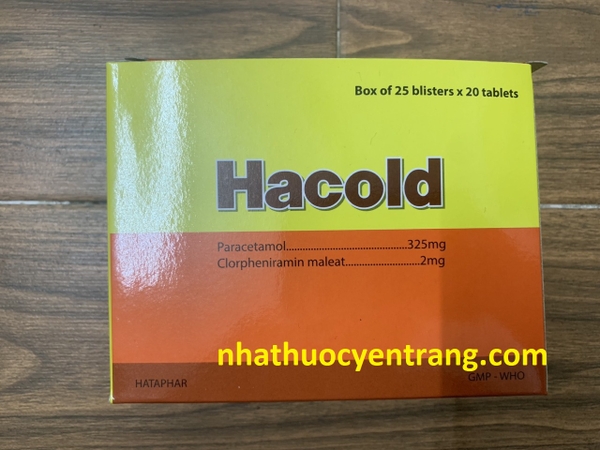 Box of 25 blisters x 20 tablets
Hacold
Paracetamol............................................325mg
Clorpheniramin maleat...........................2mg
nhathuocyentrang.com
HATAPHAR
GMP - WHO